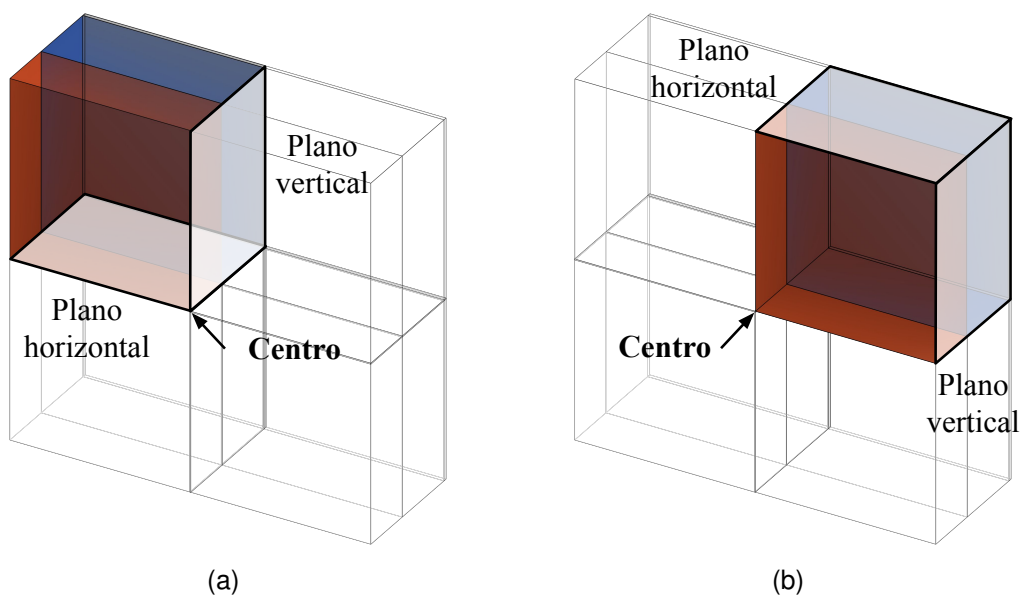 Plano
vertical
Plano
horizontal
Centro
(a)
Plano
horizontal
Centro
Plano
vertical
(b)